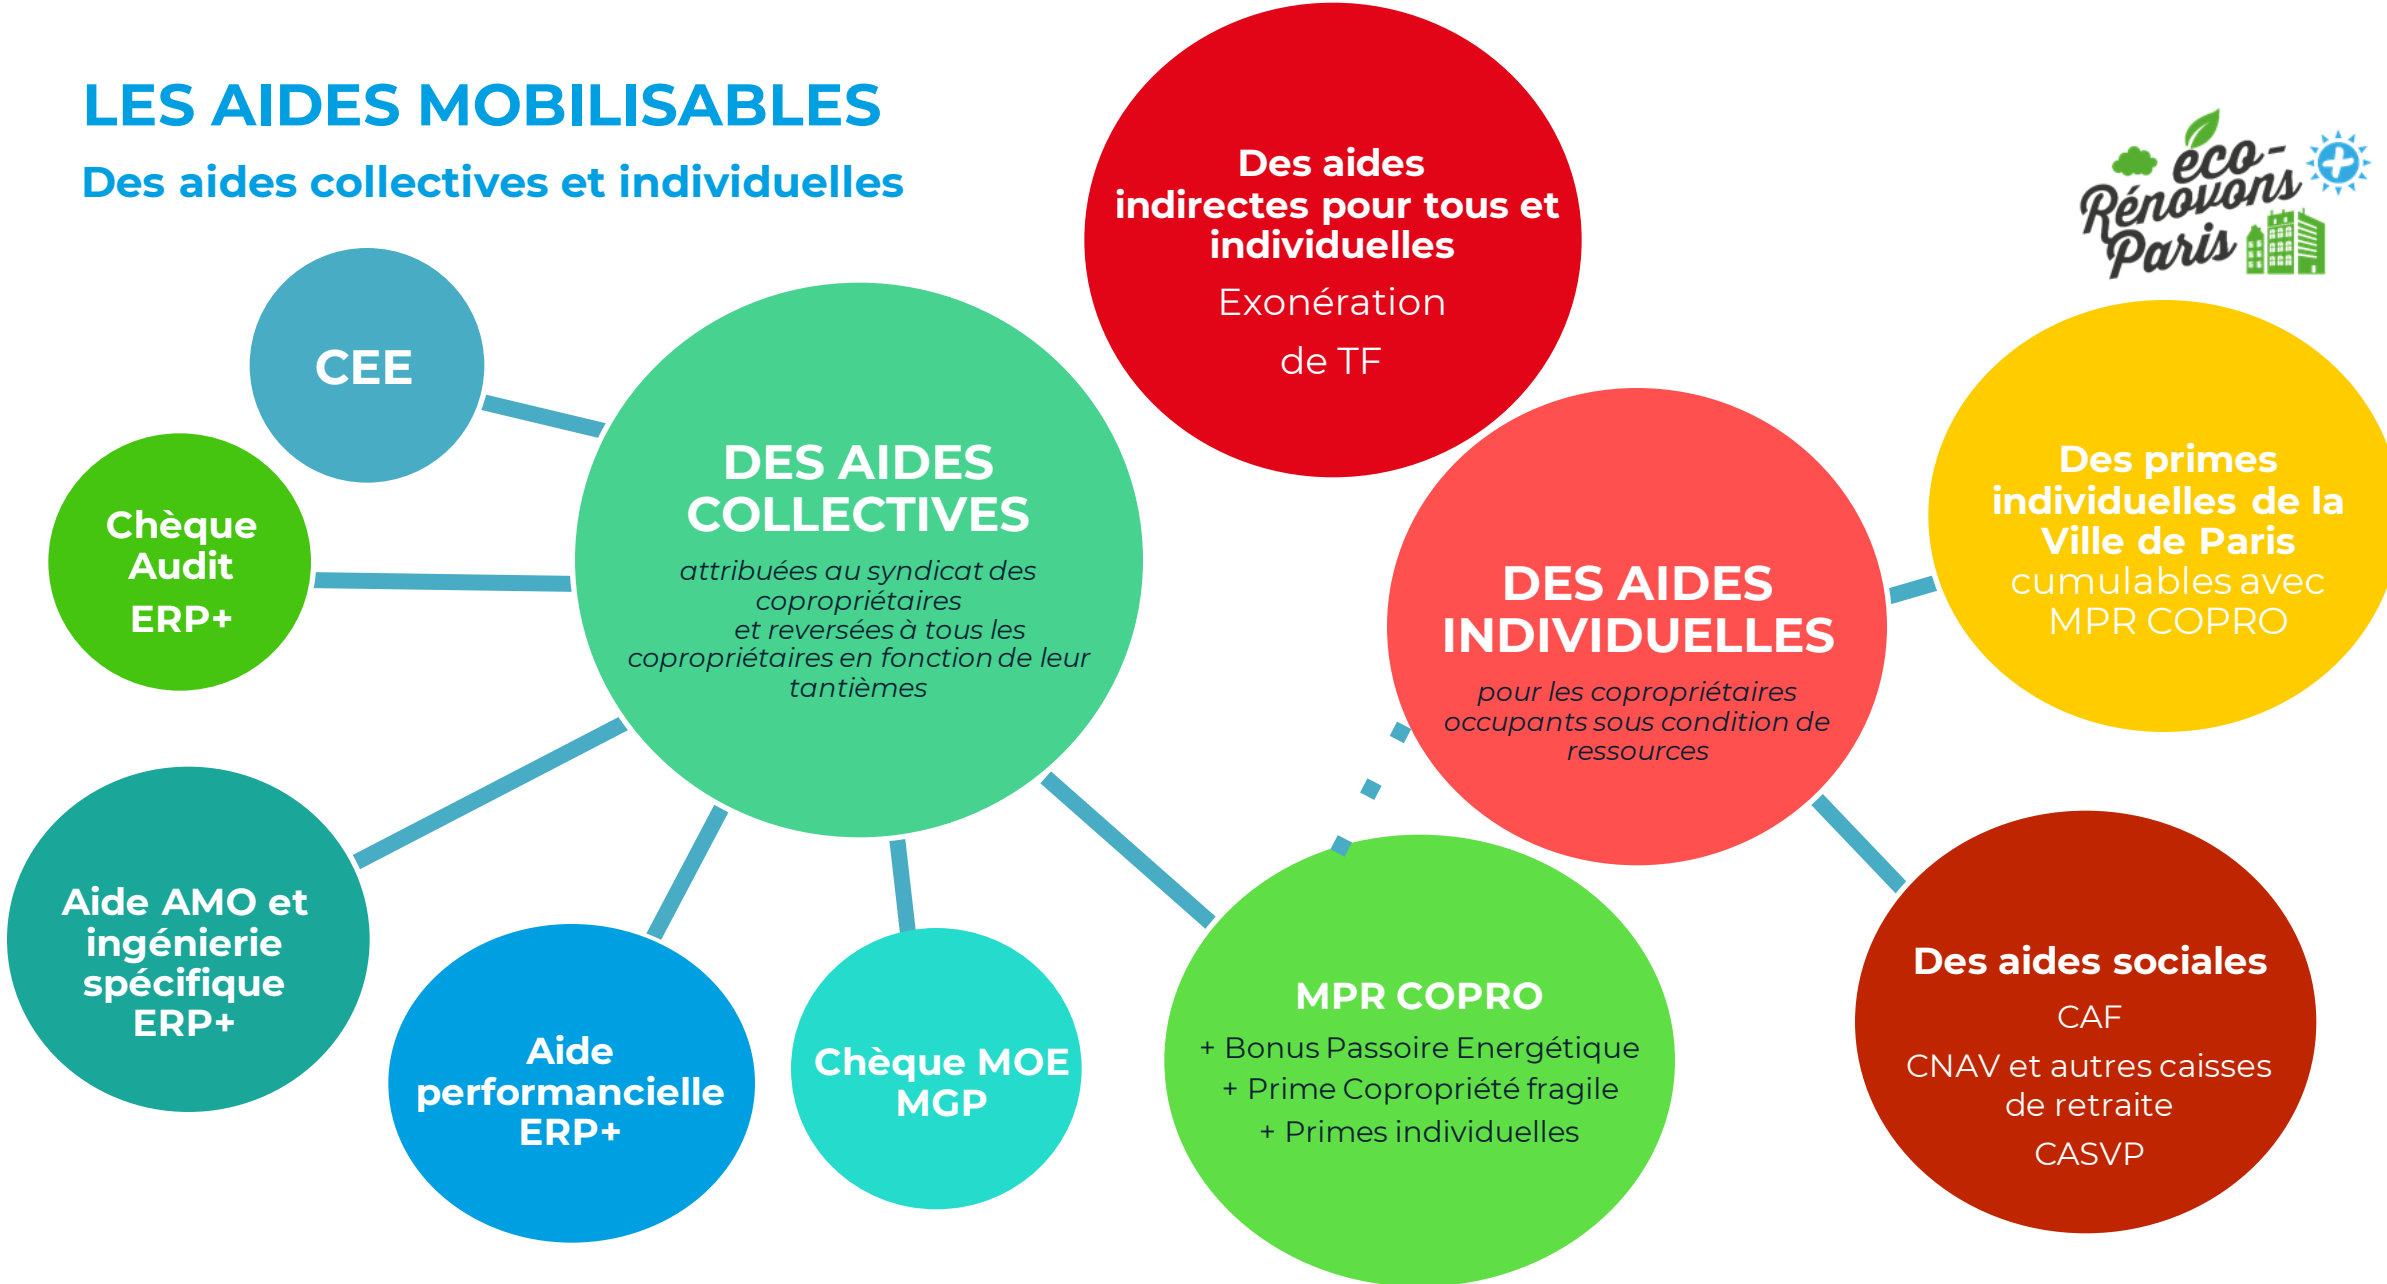 LES AIDES MOBILISABLES
Des aides collectives et individuelles
éco-
Rénovons
Paris
Des aides
indirectes pour tous et
individuelles
Exonération
de TF
CEE
Chèque
Audit
ERP+
Aide AMO et
ingénierie
spécifique
ERP+
Aide
performancielle
ERP+
Chèque MOE
MGP
DES AIDES
COLLECTIVES
attribuées au syndicat des
copropriétaires
et reversées à tous les
copropriétaires en fonction de leur
tantièmes
MPR COPRO
+ Bonus Passoire Energétique
+ Prime Copropriété fragile
+ Primes individuelles
DES AIDES
INDIVIDUELLES
pour les copropriétaires
occupants sous condition de
ressources
Des primes
individuelles de la
Ville de Paris
cumulables avec
MPR COPRO
Des aides sociales
CAF
CNAV et autres caisses
de retraite
CASVP